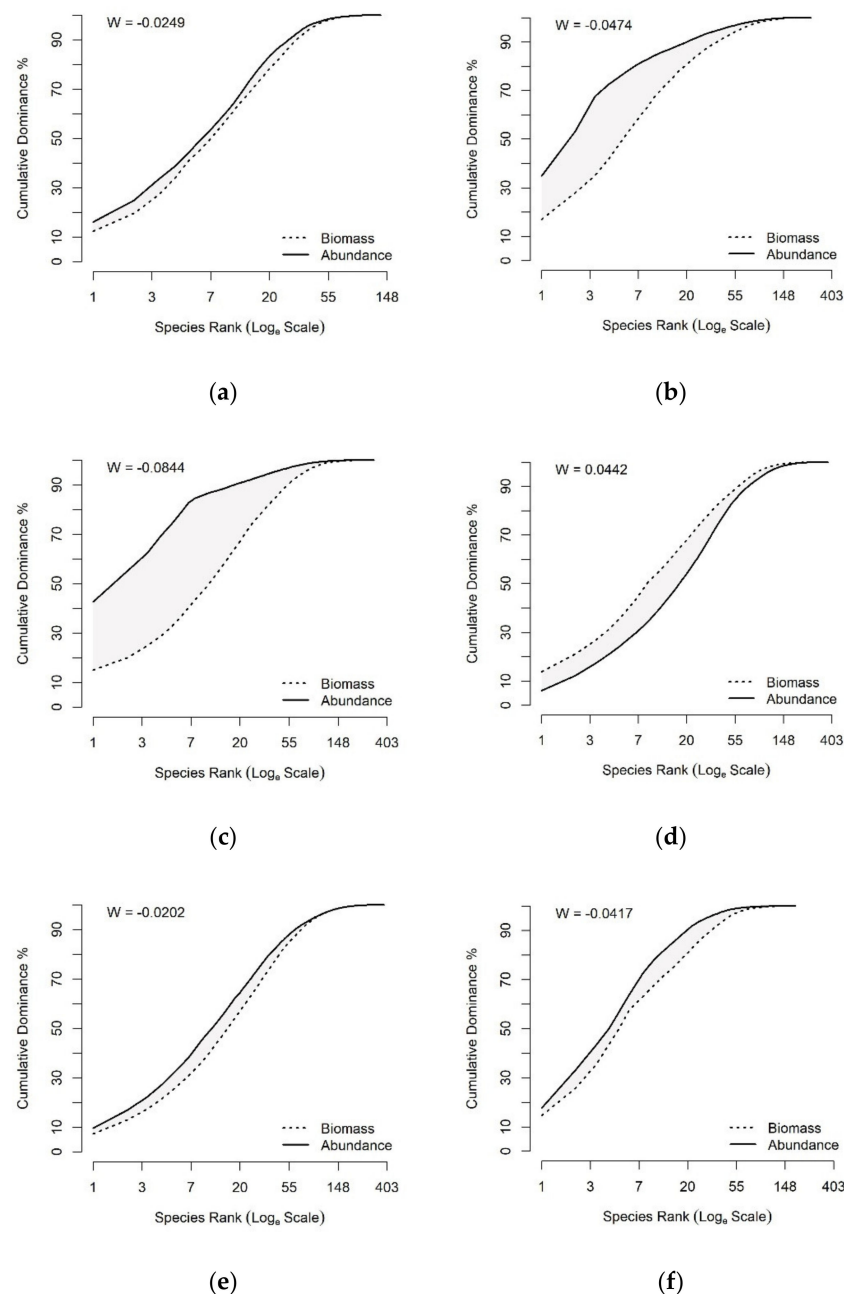 W = -0.0249
Cumulative Dominance %
0 10 30 50 70 90
Biomass
Abundance
1 3 7 20 55 148
Species Rank (Logₑ Scale)
(a)
W = -0.0474
Cumulative Dominance %
0 10 30 50 70 90
Biomass
Abundance
1 3 7 20 55 148 403
Species Rank (Logₑ Scale)
(b)
W = -0.0844
Cumulative Dominance %
0 10 30 50 70 90
Biomass
Abundance
1 3 7 20 55 148 403
Species Rank (Logₑ Scale)
(c)
W = 0.0442
Cumulative Dominance %
0 10 30 50 70 90
Biomass
Abundance
1 3 7 20 55 148 403
Species Rank (Logₑ Scale)
(d)
W = -0.0202
Cumulative Dominance %
0 10 30 50 70 90
Biomass
Abundance
1 3 7 20 55 148 403
Species Rank (Logₑ Scale)
(e)
W = -0.0417
Cumulative Dominance %
0 10 30 50 70 90
Biomass
Abundance
1 3 7 20 55 148 403
Species Rank (Logₑ Scale)
(f)